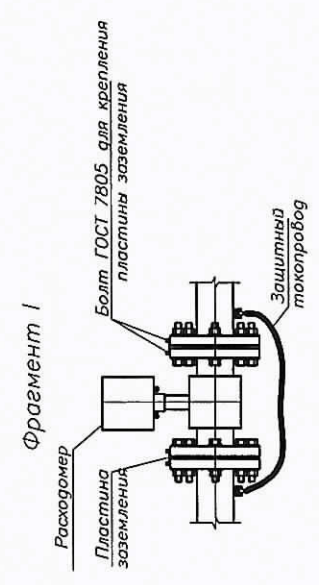 Фрагмент I
Расходомер
Пластина
заземления
Болт ГОСТ 7805 для крепления
пластины заземления
Защитный
токопровод